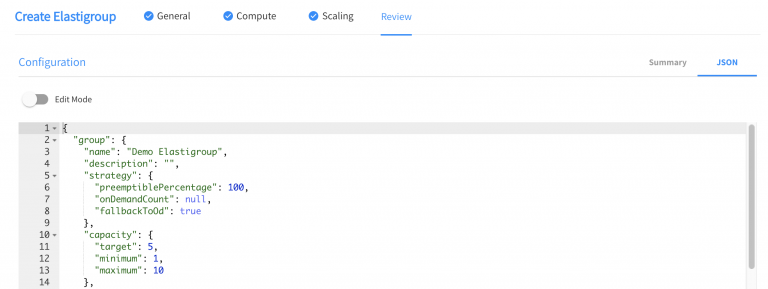 Create Elastigroup General Compute Scaling Review
Configuration Summary JSON
Edit Mode
1 {
2 "group": {
3 "name": "Demo Elastigroup",
4 "description": "",
5 "strategy": {
6 "preemptiblePercentage": 100,
7 "onDemandCount": null,
8 "fallbackToOd": true
9 },
10 "capacity": {
11 "target": 5,
12 "minimum": 1,
13 "maximum": 10
14 },